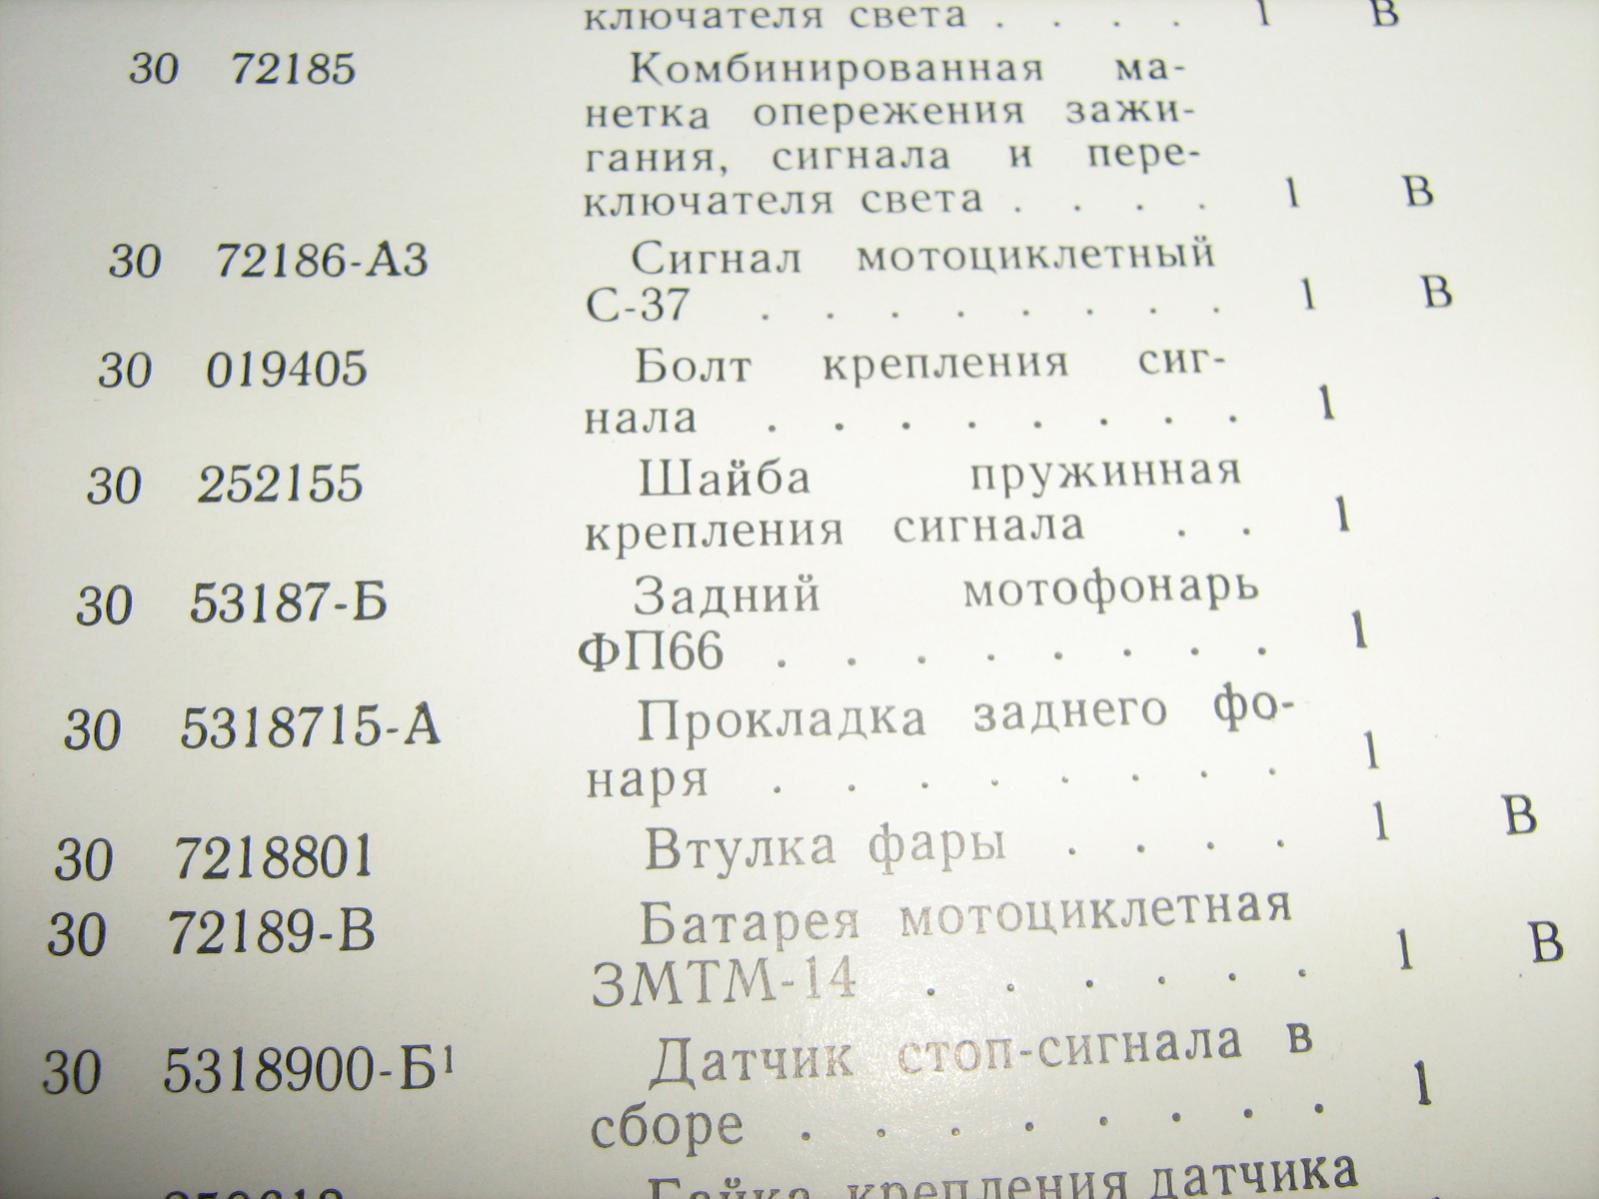 ключателя света . . . . 1 В
30 72185 Комбинированная ма-
нетка опережения зажи-
гания, сигнала и пере-
ключателя света . . . . 1 В
30 72186-А3 Сигнал мотоциклетный
С-37 . . . . . . . . 1 В
30 019405 Болт крепления сиг-
нала . . . . . . . . 1
30 252155 Шайба пружинная
крепления сигнала . . 1
30 53187-Б Задний мотофонарь
ФП66 . . . . . . . . 1
30 5318715-А Прокладка заднего фо-
наря . . . . . . . . 1
30 7218801 Втулка фары . . . . 1 В
30 72189-В Батарея мотоциклетная
3МТМ-14 . . . . . . 1 В
30 5318900-Б¹ Датчик стоп-сигнала в
сборе . . . . . . . . 1
Гайка крепления датчика